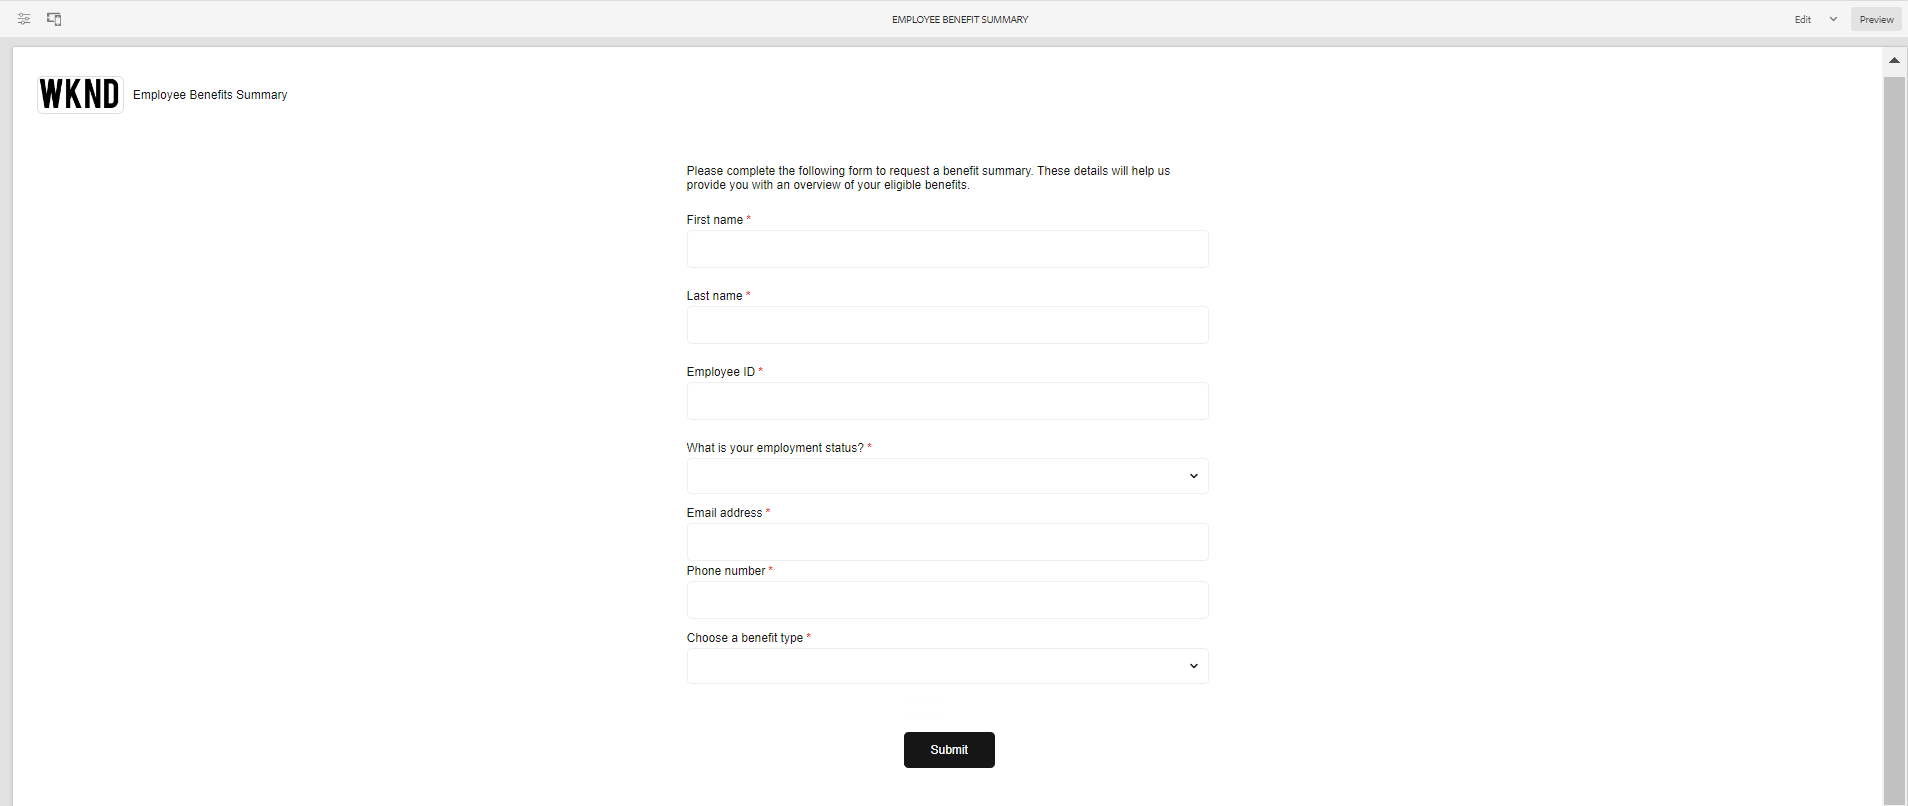 EMPLOYEE BENEFIT SUMMARY
Edit
Preview
WKND
Employee Benefits Summary
Please complete the following form to request a benefit summary. These details will help us
provide you with an overview of your eligible benefits.
First name *
Last name *
Employee ID *
What is your employment status? *
Email address *
Phone number *
Choose a benefit type *
Submit